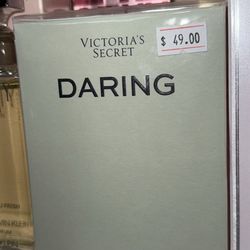 VICTORIA'S
SECRET
$ 49.00
DARING